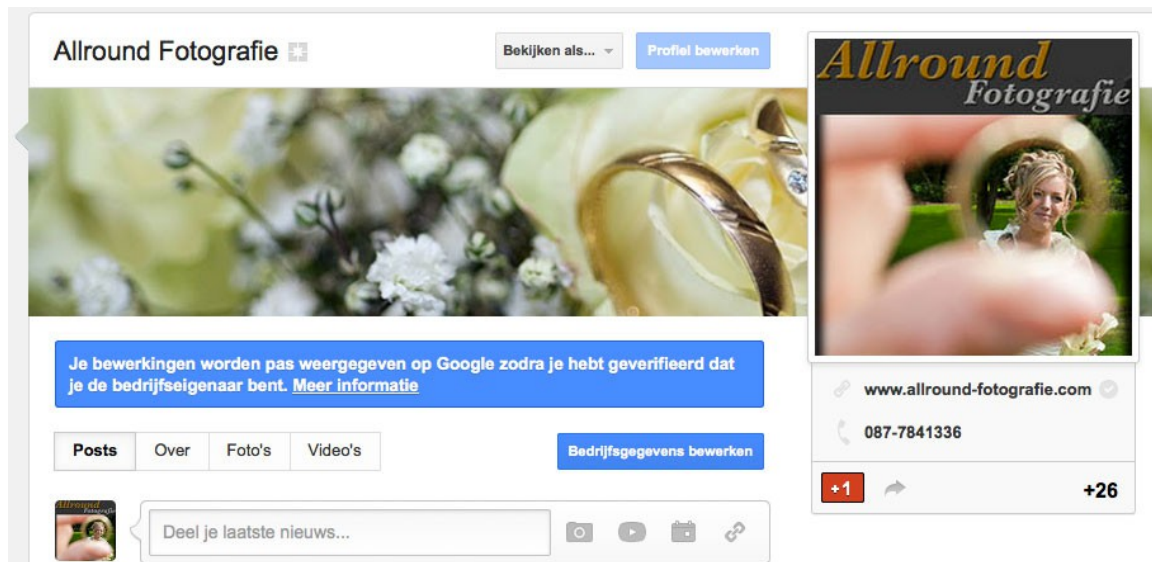 Allround Fotografie
Bekijken als...
Profiel bewerken
Allround
Fotografie
Je bewerkingen worden pas weergegeven op Google zodra je hebt geverifieerd dat
je de bedrijfseigenaar bent. Meer informatie
www.allround-fotografie.com
087-7841336
+1
+26
Posts
Over
Foto's
Video's
Bedrijfsgegevens bewerken
Allround
Fotografie
Deel je laatste nieuws...